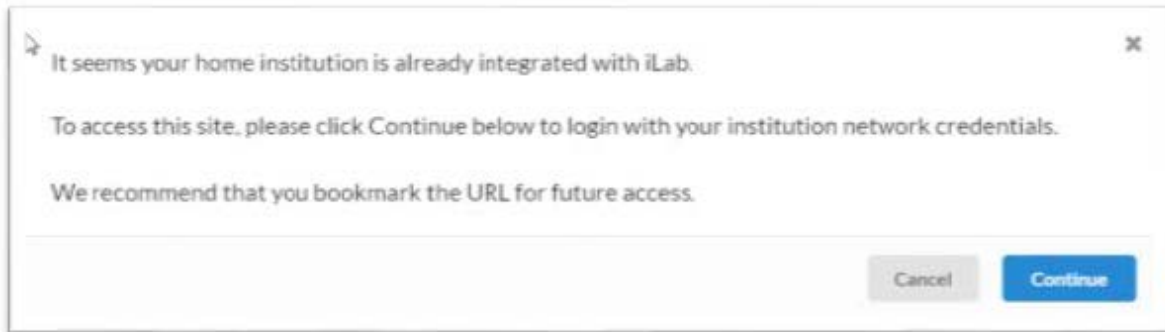 It seems your home institution is already integrated with iLab.
To access this site, please click Continue below to login with your institution network credentials.
We recommend that you bookmark the URL for future access.
Cancel
Continue